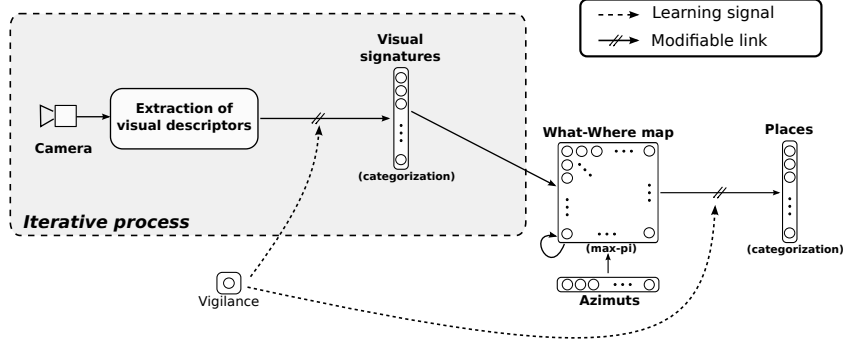 Learning signal
Modifiable link
Visual
signatures
Extraction of
visual descriptors
Camera
(categorization)
Iterative process
What-Where map
Places
(max-pi)
(categorization)
Vigilance
Azimuts